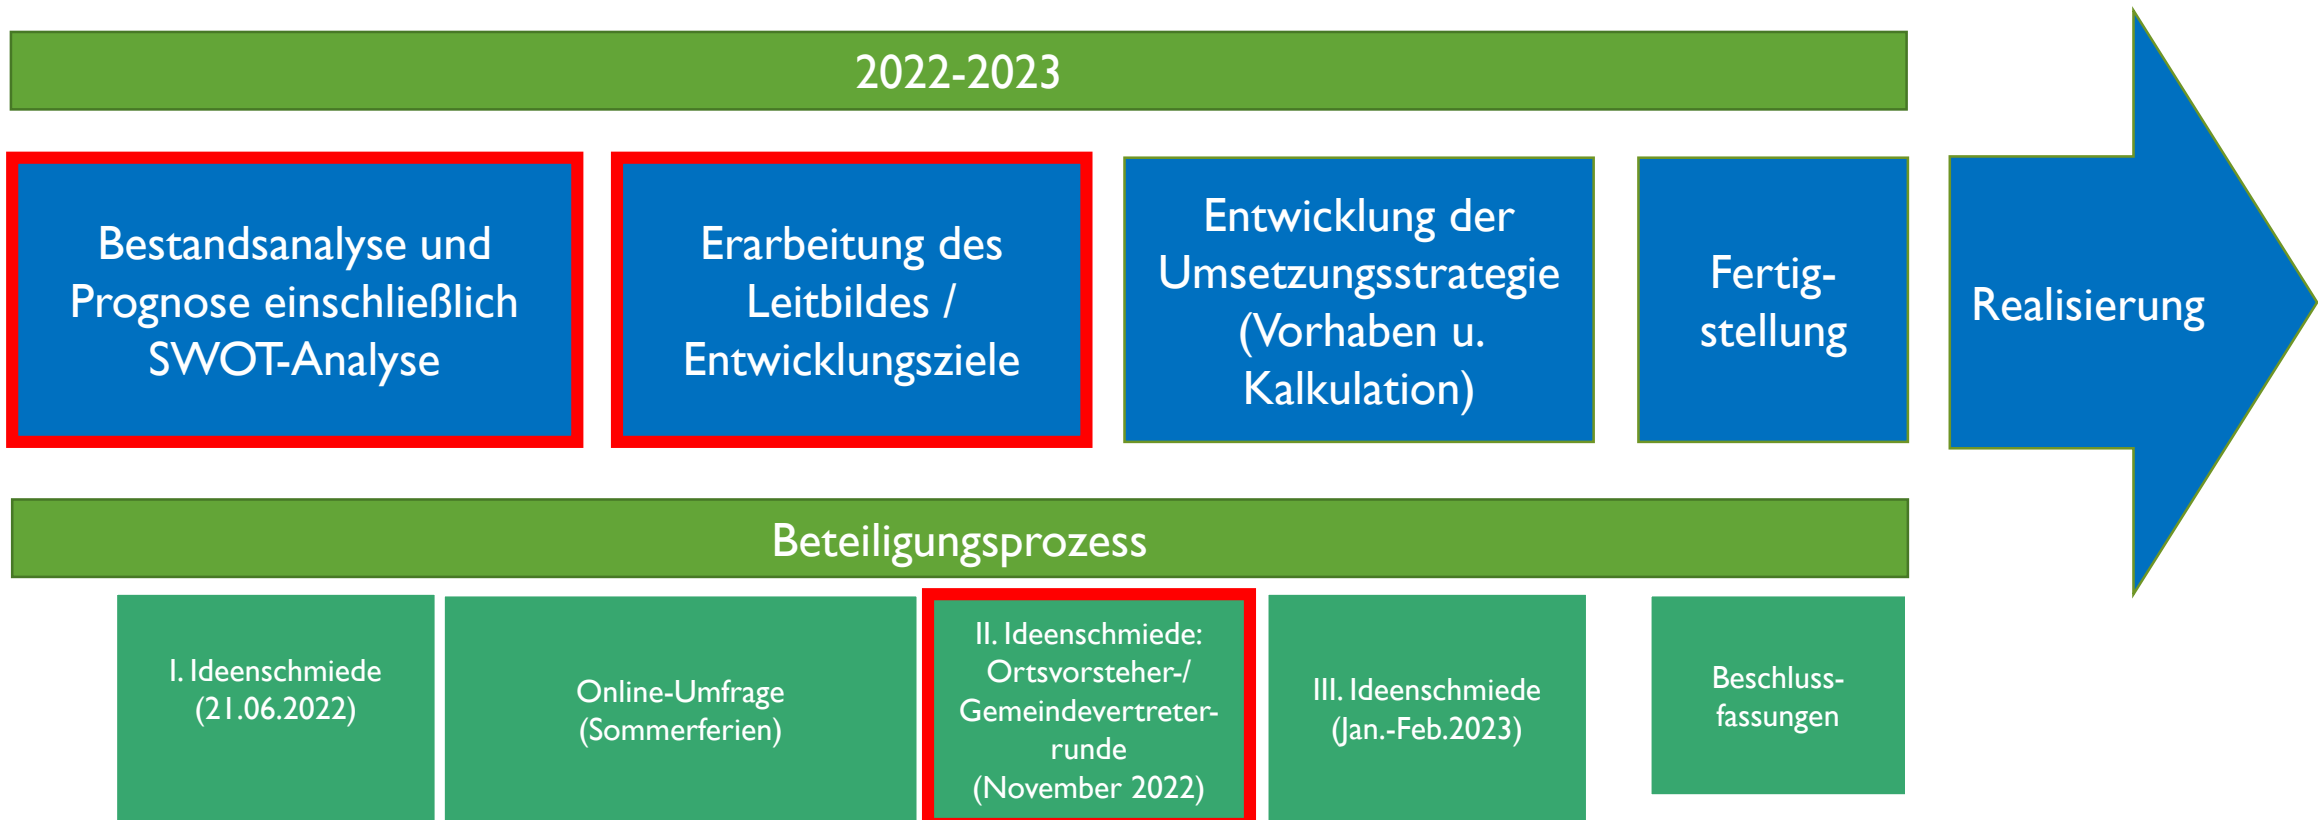 2022-2023
Bestandsanalyse und
Prognose einschließlich
SWOT-Analyse
Erarbeitung des
Leitbildes /
Entwicklungsziele
Entwicklung der
Umsetzungsstrategie
(Vorhaben u.
Kalkulation)
Fertig-
stellung
Realisierung
Beteiligungsprozess
I. Ideenschmiede
(21.06.2022)
Online-Umfrage
(Sommerferien)
II. Ideenschmiede:
Ortsvorsteher-/
Gemeindevertreter-
runde
(November 2022)
III. Ideenschmiede
(Jan.-Feb.2023)
Beschluss-
fassungen